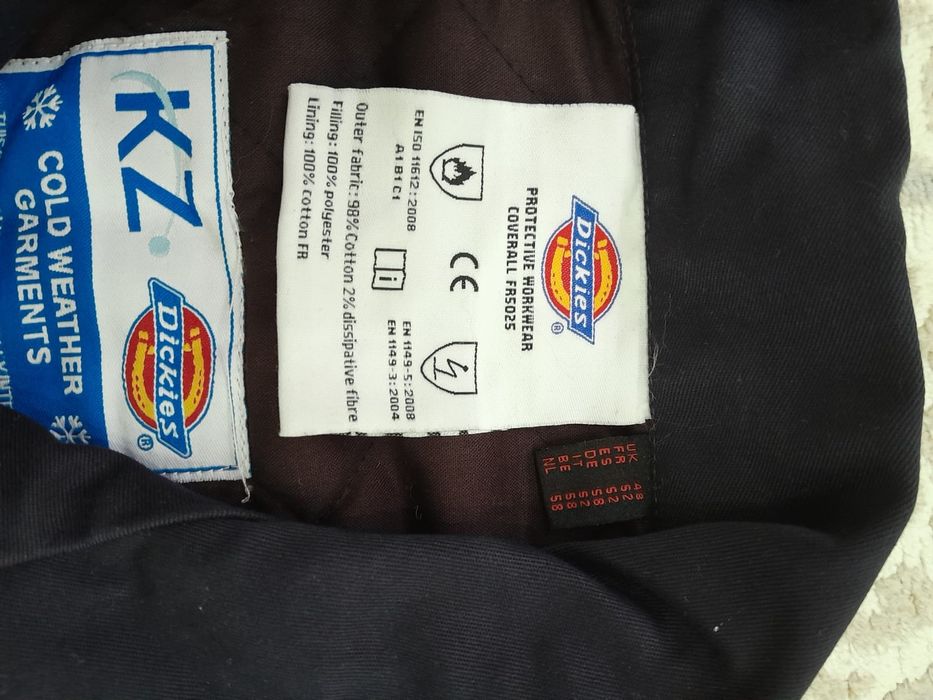 Dickies®
PROTECTIVE WORKWEAR
COVERALL FR5025
CE
EN ISO 11612:2008
A1 B1 C1
EN 1149-5:2008
EN 1149-3:2004
i
Outer fabric: 98% Cotton 2% dissipative fibre
Filling: 100% polyester
Lining: 100% cotton FR
UK 48
FR 52
ES 52
DE 58
IT 52
BE 58
NL 58
KZ Dickies®
COLD WEATHER
GARMENTS